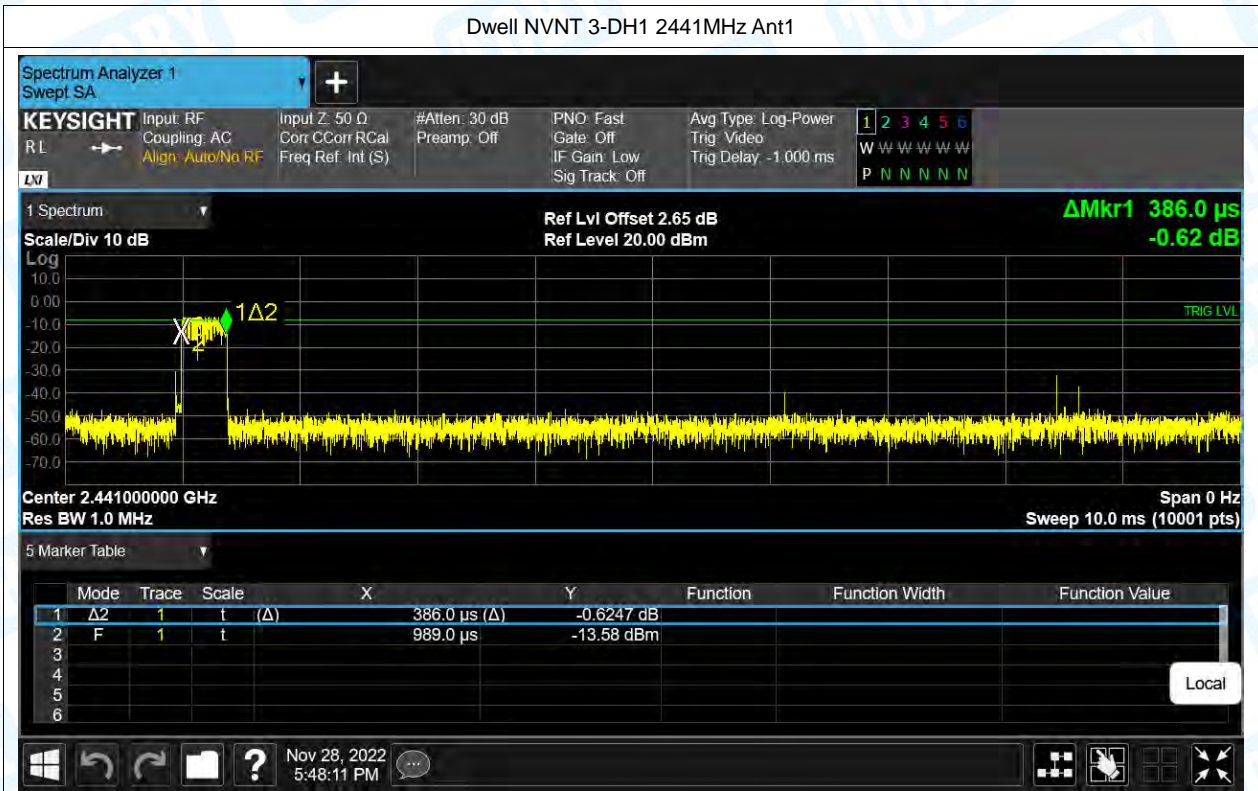 Dwell NVNT 3-DH1 2441MHz Ant1
Spectrum Analyzer 1
Swept SA
+
KEYSIGHT Input: RF Input Z: 50 Ω #Atten: 30 dB PNO: Fast Avg Type: Log-Power 1 2 3 4 5 6
RL Coupling: AC Corr CCorr RCal Preamp: Off Gate: Off Trig: Video W W W W W W
Align: Auto/No RF Freq Ref: Int (S) IF Gain: Low Trig Delay: -1.000 ms
LXI Sig Track: Off P N N N N N
1 Spectrum Ref Lvl Offset 2.65 dB ΔMkr1 386.0 µs
Scale/Div 10 dB Ref Level 20.00 dBm -0.62 dB
Log
10.0
0.00
1Δ2 TRIG LVL
-10.0
X
2
-20.0
-30.0
-40.0
-50.0
-60.0
-70.0
Center 2.441000000 GHz Span 0 Hz
Res BW 1.0 MHz Sweep 10.0 ms (10001 pts)
5 Marker Table
Mode Trace Scale X Y Function Function Width Function Value
1 Δ2 1 t (Δ) 386.0 µs (Δ) -0.6247 dB
2 F 1 t 989.0 µs -13.58 dBm
3
4
5
6
Local
? Nov 28, 2022
5:48:11 PM